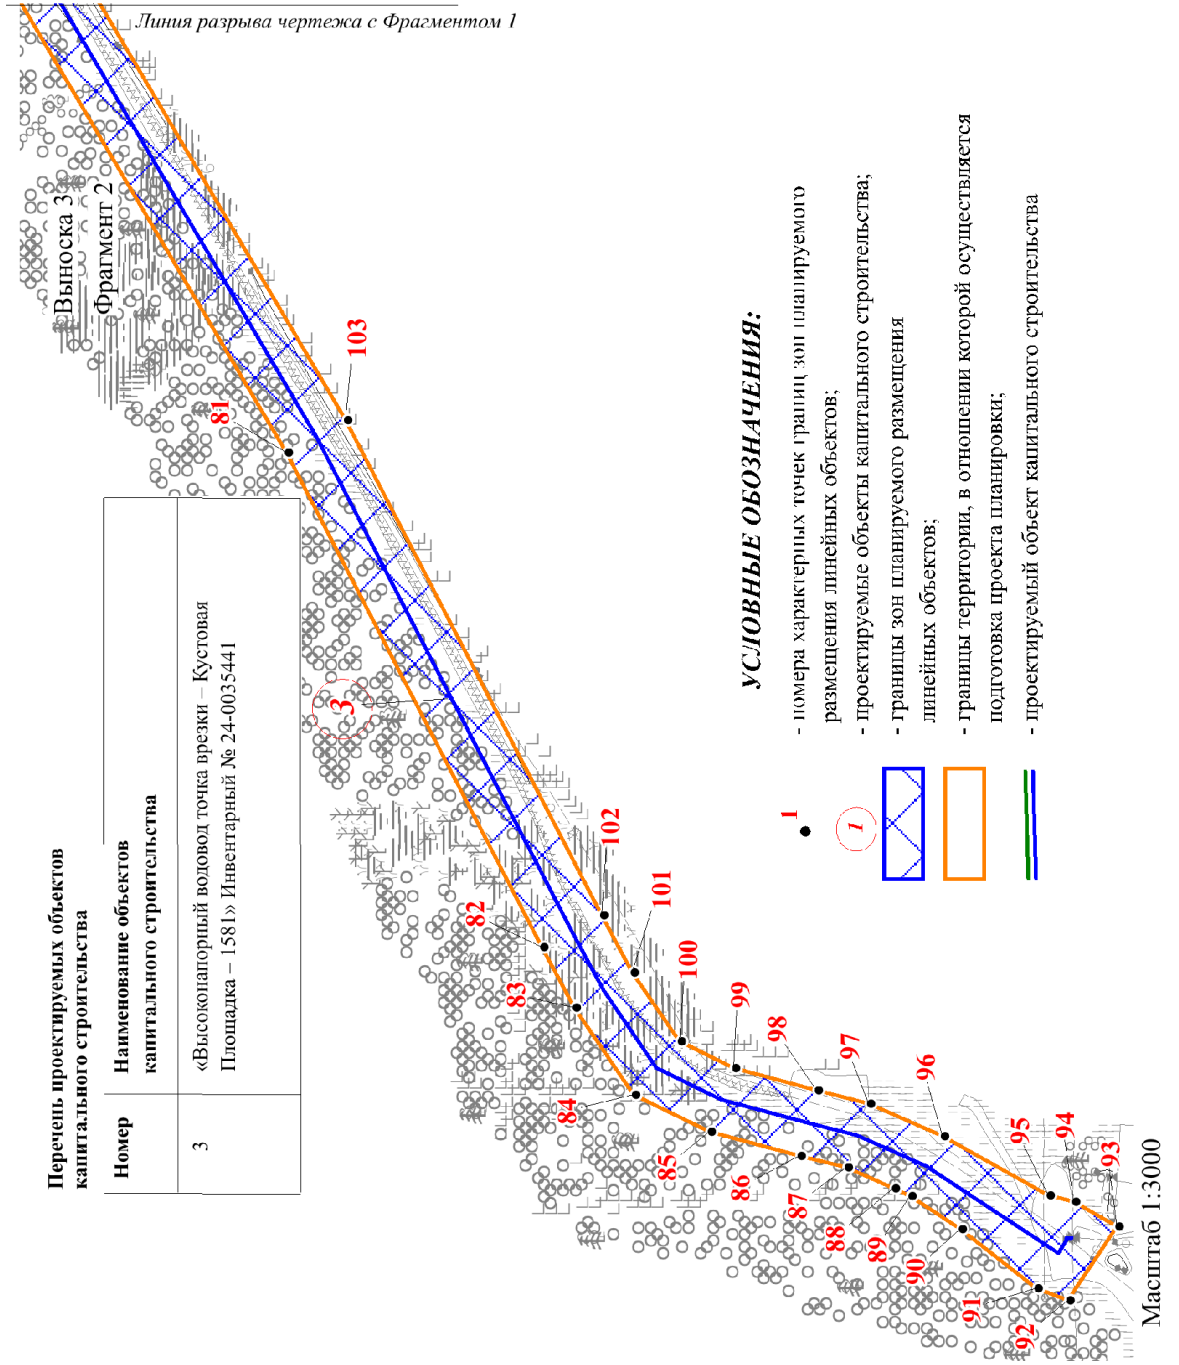 Линия разрыва чертежа с Фрагментом 1
Выноска 3
Фрагмент 2
Перечень проектируемых объектов
капитального строительства
Номер
Наименование объектов
капитального строительства
3
«Высоконапорный водовод точка врезки – Кустовая
Площадка – 1581» Инвентарный № 24-0035441
81
103
3
82
102
83
101
100
84
99
85
98
86
97
87
96
88
89
90
95
91
94
92
93
УСЛОВНЫЕ ОБОЗНАЧЕНИЯ:
1
- номера характерных точек границ зон планируемого
размещения линейных объектов;
1
- проектируемые объекты капитального строительства;
- границы зон планируемого размещения
линейных объектов;
- границы территории, в отношении которой осуществляется
подготовка проекта планировки;
- проектируемый объект капитального строительства
Масштаб 1:3000